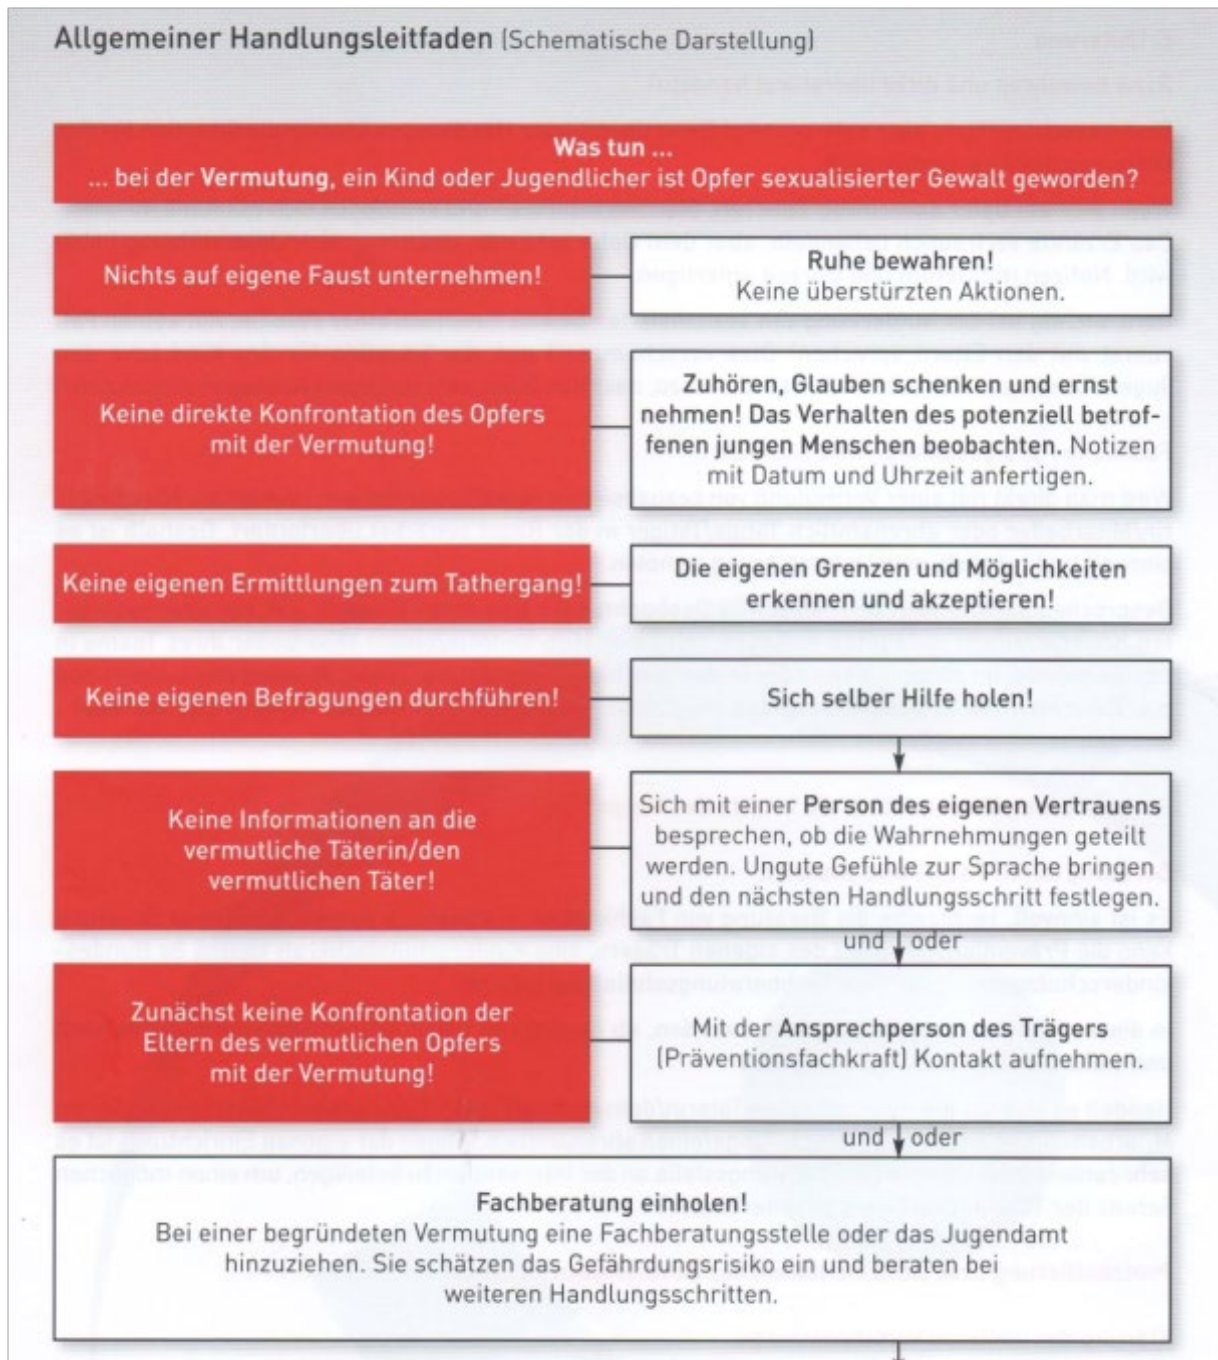 Allgemeiner Handlungsleitfaden (Schematische Darstellung)
Was tun ...
... bei der Vermutung, ein Kind oder Jugendlicher ist Opfer sexualisierter Gewalt geworden?
Nichts auf eigene Faust unternehmen!
Ruhe bewahren!
Keine überstürzten Aktionen.
Keine direkte Konfrontation des Opfers
mit der Vermutung!
Zuhören, Glauben schenken und ernst
nehmen! Das Verhalten des potenziell betrof-
fenen jungen Menschen beobachten. Notizen
mit Datum und Uhrzeit anfertigen.
Keine eigenen Ermittlungen zum Tathergang!
Die eigenen Grenzen und Möglichkeiten
erkennen und akzeptieren!
Keine eigenen Befragungen durchführen!
Sich selber Hilfe holen!
Keine Informationen an die
vermutliche Täterin/den
vermutlichen Täter!
Sich mit einer Person des eigenen Vertrauens
besprechen, ob die Wahrnehmungen geteilt
werden. Ungute Gefühle zur Sprache bringen
und den nächsten Handlungsschritt festlegen.
und oder
Zunächst keine Konfrontation der
Eltern des vermutlichen Opfers
mit der Vermutung!
Mit der Ansprechperson des Trägers
(Präventionsfachkraft) Kontakt aufnehmen.
und oder
Fachberatung einholen!
Bei einer begründeten Vermutung eine Fachberatungsstelle oder das Jugendamt
hinzuziehen. Sie schätzen das Gefährdungsrisiko ein und beraten bei
weiteren Handlungsschritten.